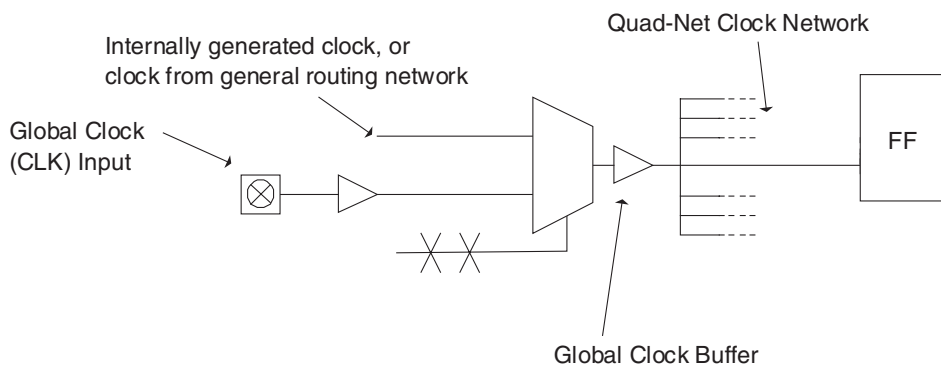 Quad-Net Clock Network
Internally generated clock, or
clock from general routing network
Global Clock
(CLK) Input
FF
Global Clock Buffer